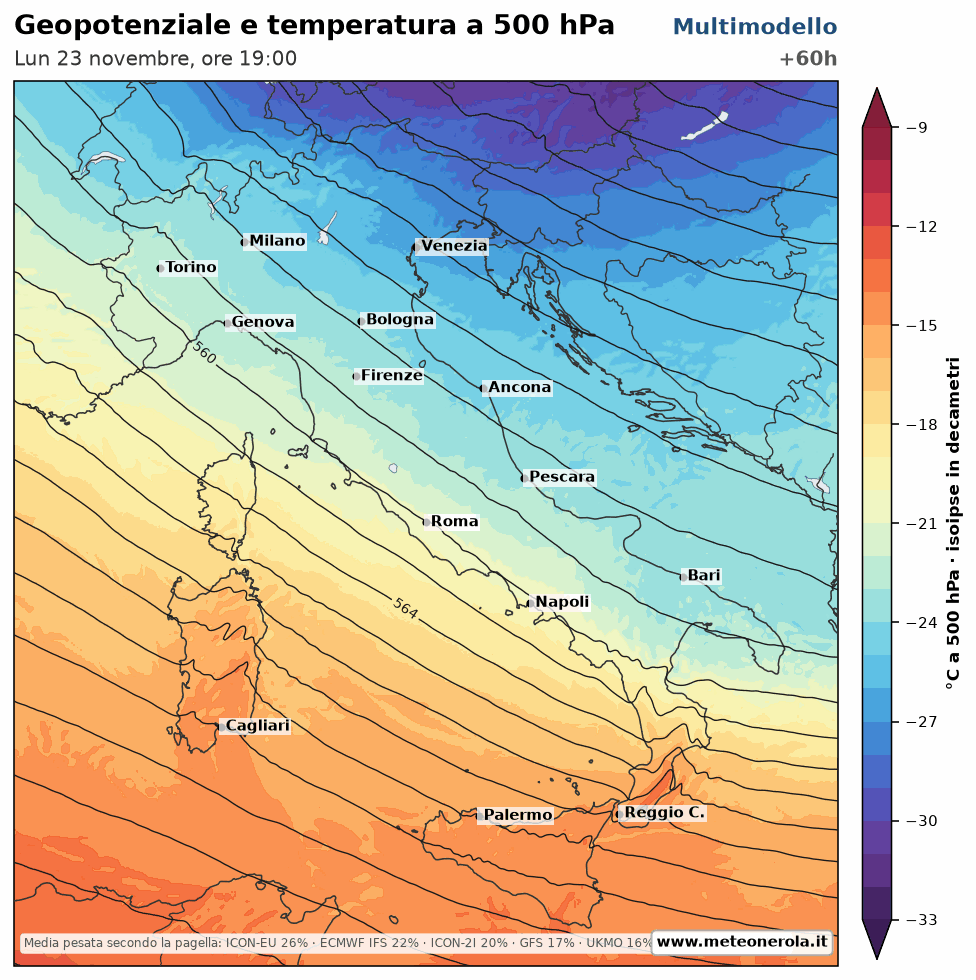 Geopotenziale e temperatura a 500 hPa
Multimodello
Lun 23 novembre, ore 19:00
+60h
Milano
Venezia
Torino
Genova
Bologna
560
Firenze
Ancona
Pescara
Roma
Bari
Napoli
564
Cagliari
Palermo
Reggio C.
−9
−12
−15
−18
−21
−24
−27
−30
−33
°C a 500 hPa · isoipse in decametri
Media pesata secondo la pagella: ICON-EU 26% · ECMWF IFS 22% · ICON-2I 20% · GFS 17% · UKMO 16%
www.meteonerola.it